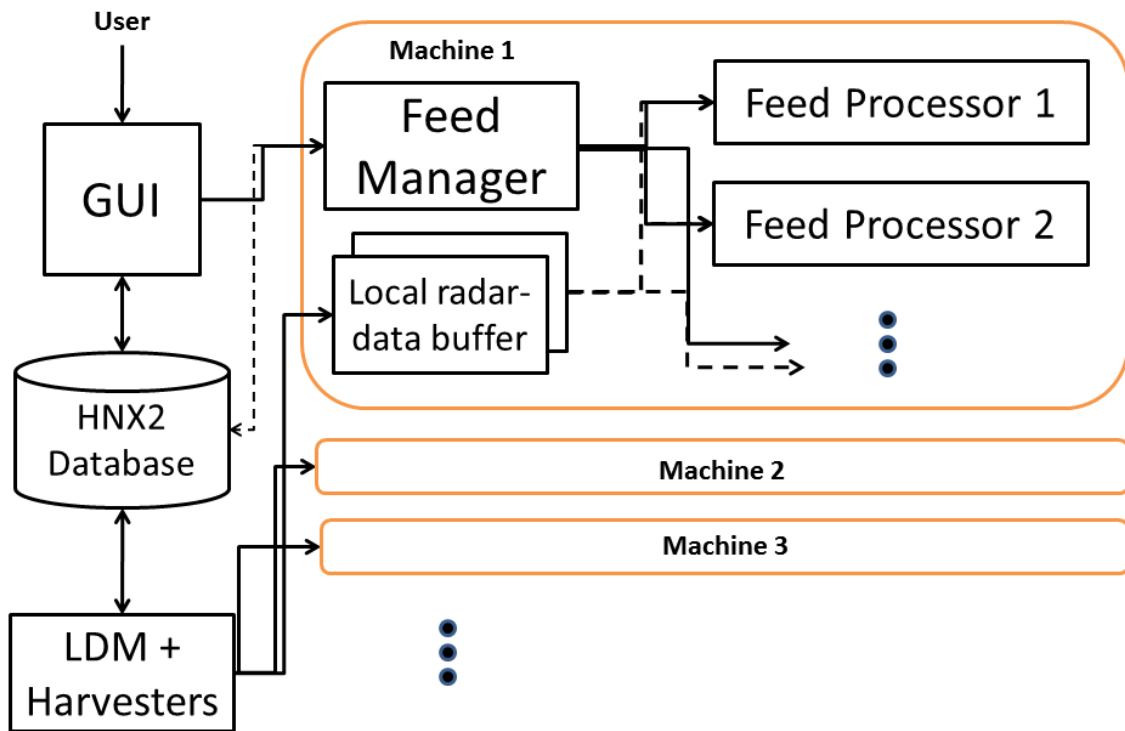 User
Machine 1
Feed
Manager
Feed Processor 1
GUI
Feed Processor 2
Local radar-
data buffer
HNX2
Database
Machine 2
Machine 3
LDM +
Harvesters